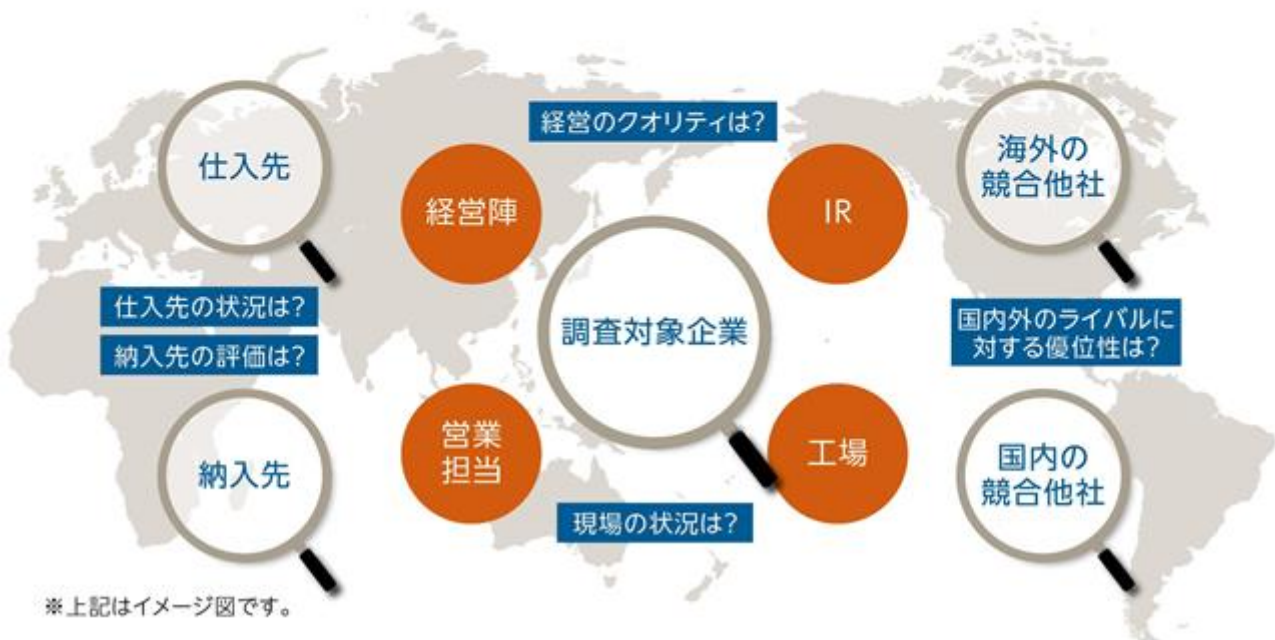 経営のクオリティは?
仕入先
経営陣
IR
海外の
競合他社
調査対象企業
仕入先の状況は?
納入先の評価は?
国内外のライバルに
対する優位性は?
納入先
営業
担当
工場
国内の
競合他社
現場の状況は?
※上記はイメージ図です。